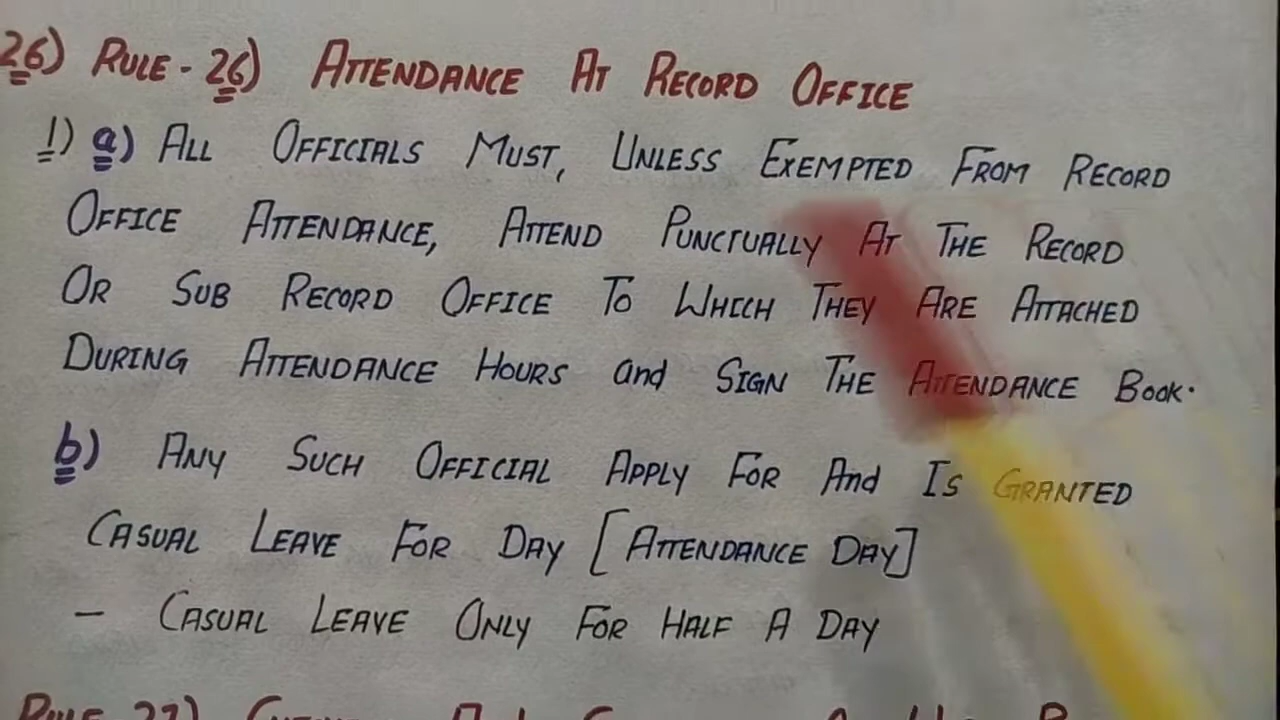 26) RULE - 26) ATTENDANCE AT RECORD OFFICE
1) a) ALL OFFICIALS MUST, UNLESS EXEMPTED FROM RECORD
OFFICE ATTENDANCE, ATTEND PUNCTUALLY AT THE RECORD
OR SUB RECORD OFFICE TO WHICH THEY ARE ATTACHED
DURING ATTENDANCE HOURS and SIGN THE ATTENDANCE BOOK.
b) ANY SUCH OFFICIAL APPLY FOR And IS GRANTED
CASUAL LEAVE FOR DAY [ATTENDANCE DAY]
- CASUAL LEAVE ONLY FOR HALF A DAY
RULE 27)